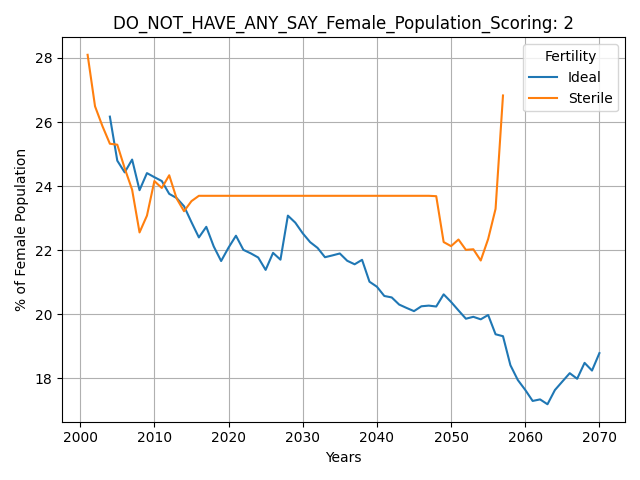 DO_NOT_HAVE_ANY_SAY_Female_Population_Scoring: 2
Fertility
Ideal
Sterile
% of Female Population
28
26
24
22
20
18
2000 2010 2020 2030 2040 2050 2060 2070
Years